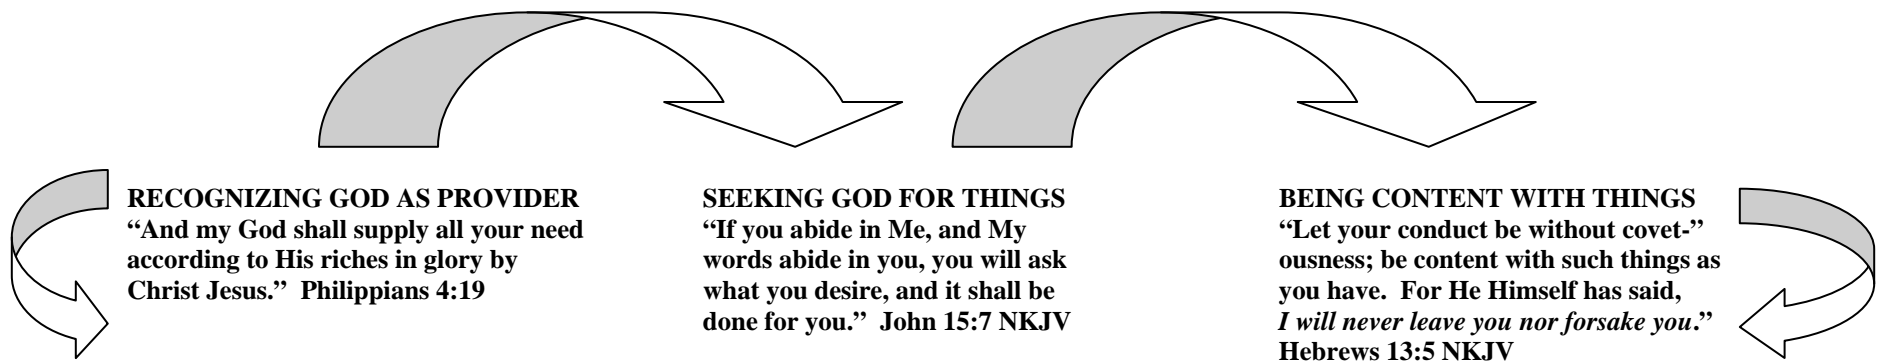 RECOGNIZING GOD AS PROVIDER
“And my God shall supply all your need
according to His riches in glory by
Christ Jesus.”  Philippians 4:19
SEEKING GOD FOR THINGS
“If you abide in Me, and My
words abide in you, you will ask
what you desire, and it shall be
done for you.”  John 15:7 NKJV
BEING CONTENT WITH THINGS
“Let your conduct be without covet-”
ousness; be content with such things as
you have.  For He Himself has said,
I will never leave you nor forsake you.”
Hebrews 13:5 NKJV